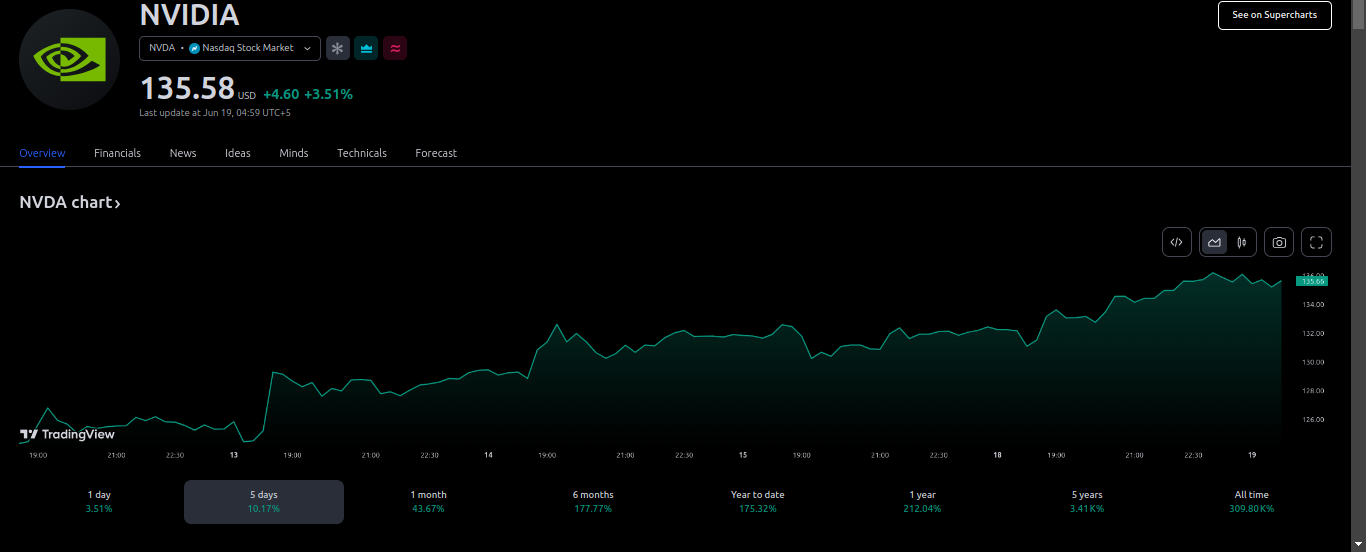 NVIDIA
See on Supercharts
NVDA • Nasdaq Stock Market
135.58 USD +4.60 +3.51%
Last update at Jun 19, 04:59 UTC+5
Overview Financials News Ideas Minds Technicals Forecast
NVDA chart ›
136.00
135.66
134.00
132.00
130.00
128.00
126.00
TradingView
19:00 21:00 22:30 13 19:00 21:00 22:30 14 19:00 21:00 22:30 15 19:00 21:00 22:30 18 19:00 21:00 22:30 19
1 day 5 days 1 month 6 months Year to date 1 year 5 years All time
3.51% 10.17% 43.67% 177.77% 175.32% 212.04% 3.41K% 309.80K%